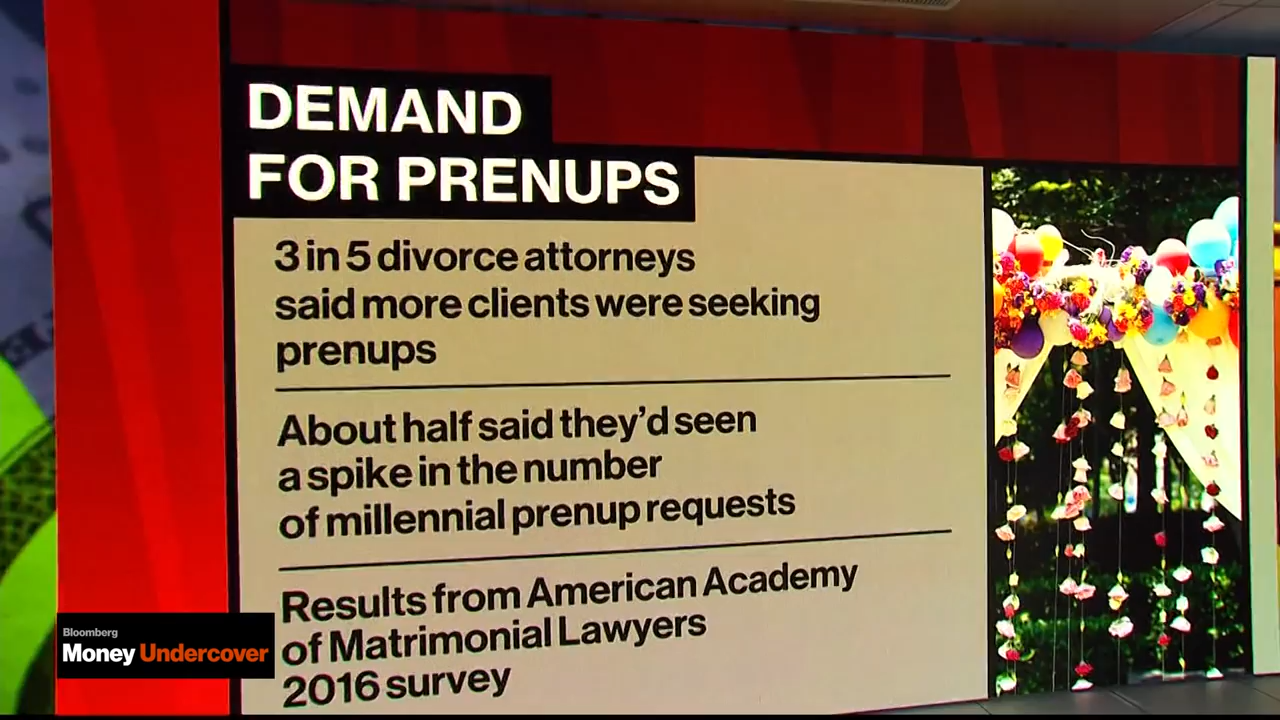 DEMAND
FOR PRENUPS
3 in 5 divorce attorneys
said more clients were seeking
prenups
About half said they'd seen
a spike in the number
of millennial prenup requests
Results from American Academy
of Matrimonial Lawyers
2016 survey
Bloomberg
Money Undercover